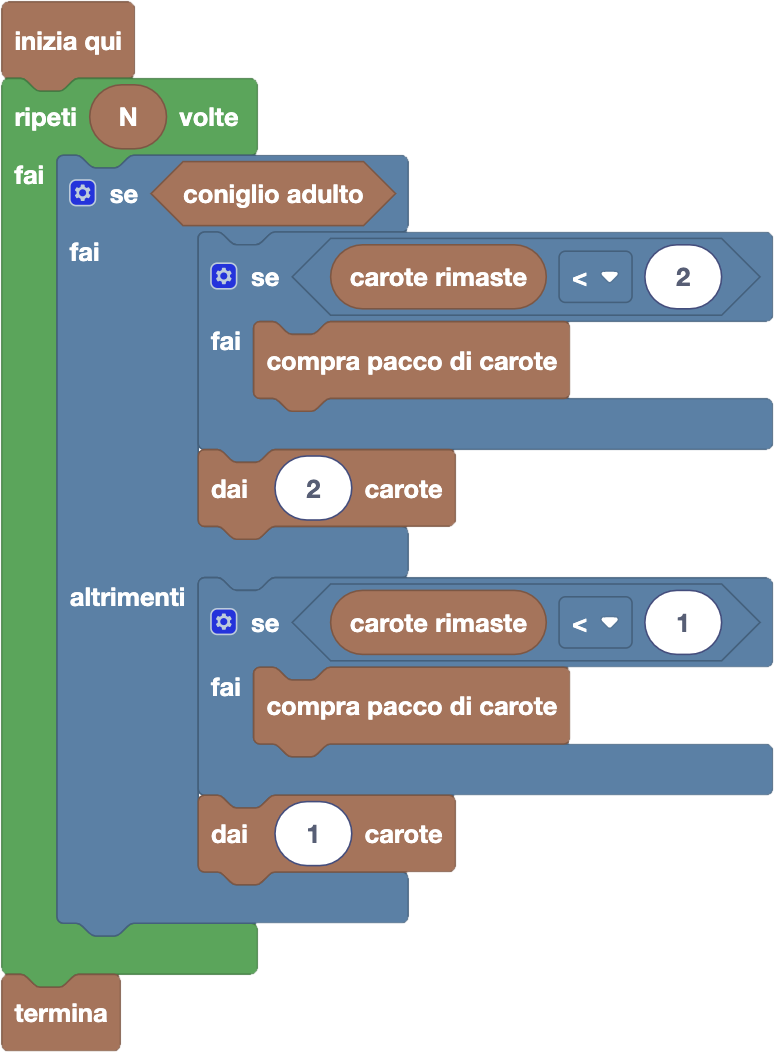 inizia qui
ripeti N volte
fai se coniglio adulto
fai se carote rimaste < 2
fai compra pacco di carote
dai 2 carote
altrimenti se carote rimaste < 1
fai compra pacco di carote
dai 1 carote
termina